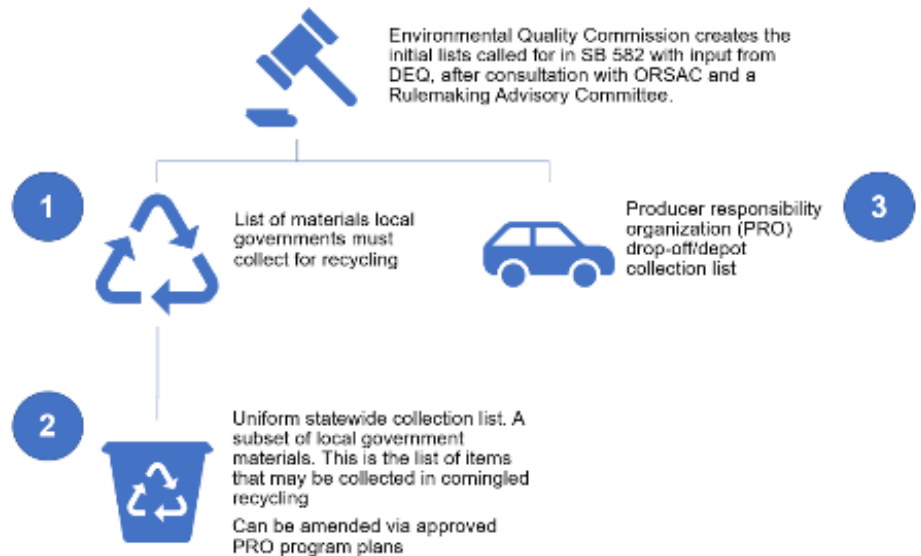 Environmental Quality Commission creates the
initial lists called for in SB 582 with input from
DEQ, after consultation with ORSAC and a
Rulemaking Advisory Committee.
1
List of materials local
governments must
collect for recycling
Producer responsibility
organization (PRO)
drop-off/depot
collection list
3
2
Uniform statewide collection list. A
subset of local government
materials. This is the list of items
that may be collected in comingled
recycling
Can be amended via approved
PRO program plans